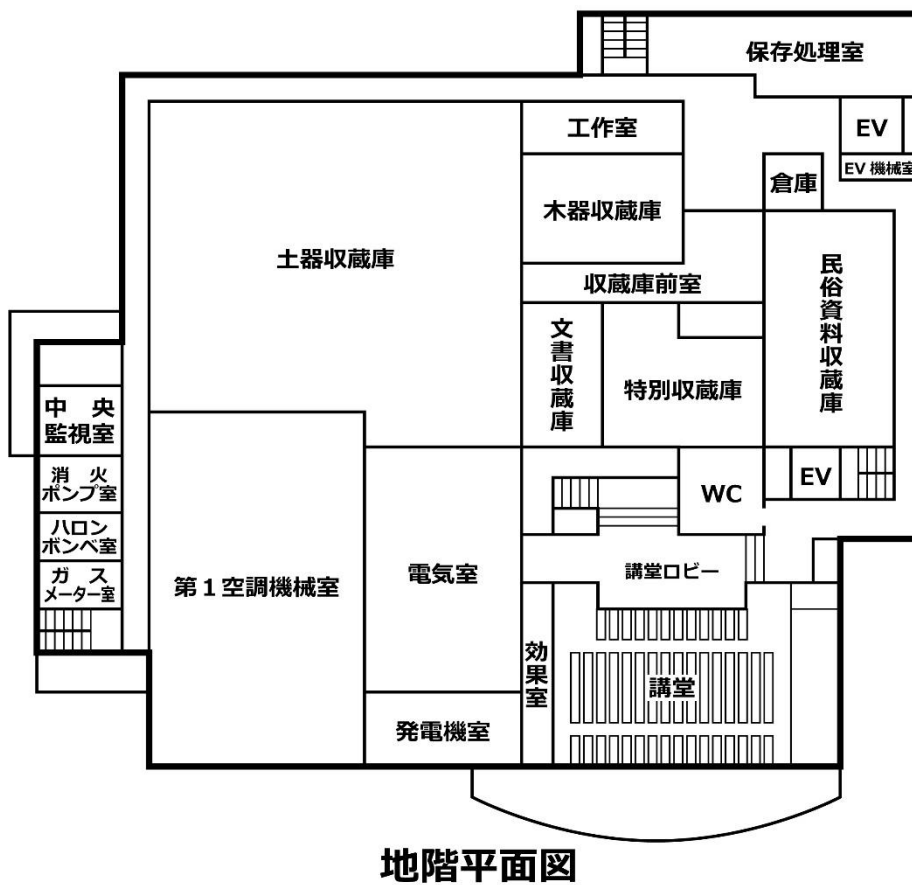 保存処理室
EV
EV 機械室
工作室
倉庫
木器収蔵庫
土器収蔵庫
収蔵庫前室
民俗資料収蔵庫
文書収蔵庫
特別収蔵庫
中　央
監視室
消　火
ポンプ室
ハロン
ボンベ室
ガ　ス
メーター室
WC
EV
第１空調機械室
電気室
講堂ロビー
効果室
講堂
発電機室
地階平面図